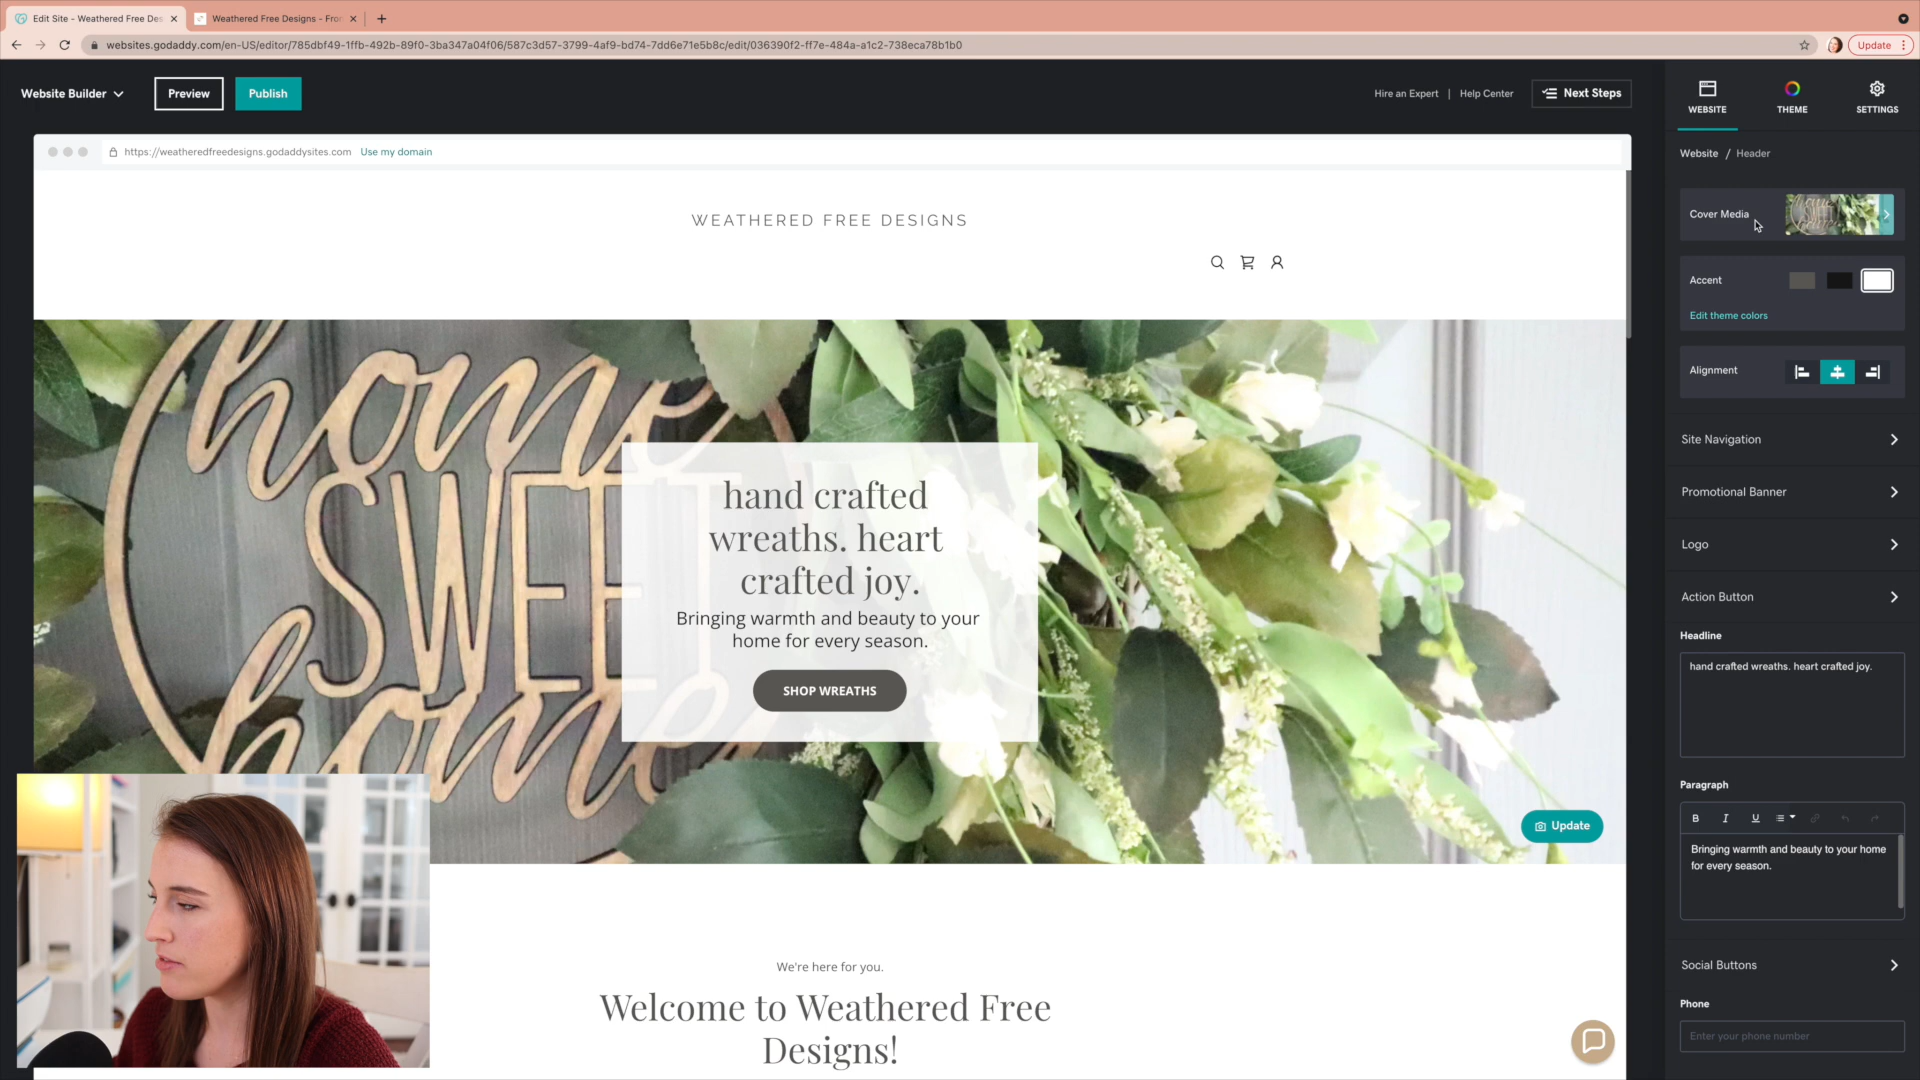 Edit Site - Weathered Free Des
Weathered Free Designs - Fron
websites.godaddy.com/en-US/editor/785dbf49-1ffb-492b-89f0-3ba347a04f06/587c3d57-3799-4af9-bd74-7dd6e71e5b8c/edit/036390f2-ff7e-484a-a1c2-738eca78b1b0
Update
Website Builder
Preview
Publish
Hire an Expert | Help Center
Next Steps
WEBSITE
THEME
SETTINGS
https://weatheredfreedesigns.godaddysites.com Use my domain
WEATHERED FREE DESIGNS
home
SWEET
home
hand crafted
wreaths. heart
crafted joy.
Bringing warmth and beauty to your
home for every season.
SHOP WREATHS
Update
We're here for you.
Welcome to Weathered Free
Designs!
Website / Header
Cover Media
Accent
Edit theme colors
Alignment
Site Navigation
Promotional Banner
Logo
Action Button
Headline
hand crafted wreaths. heart crafted joy.
Paragraph
B I U
Bringing warmth and beauty to your home
for every season.
Social Buttons
Phone
Enter your phone number